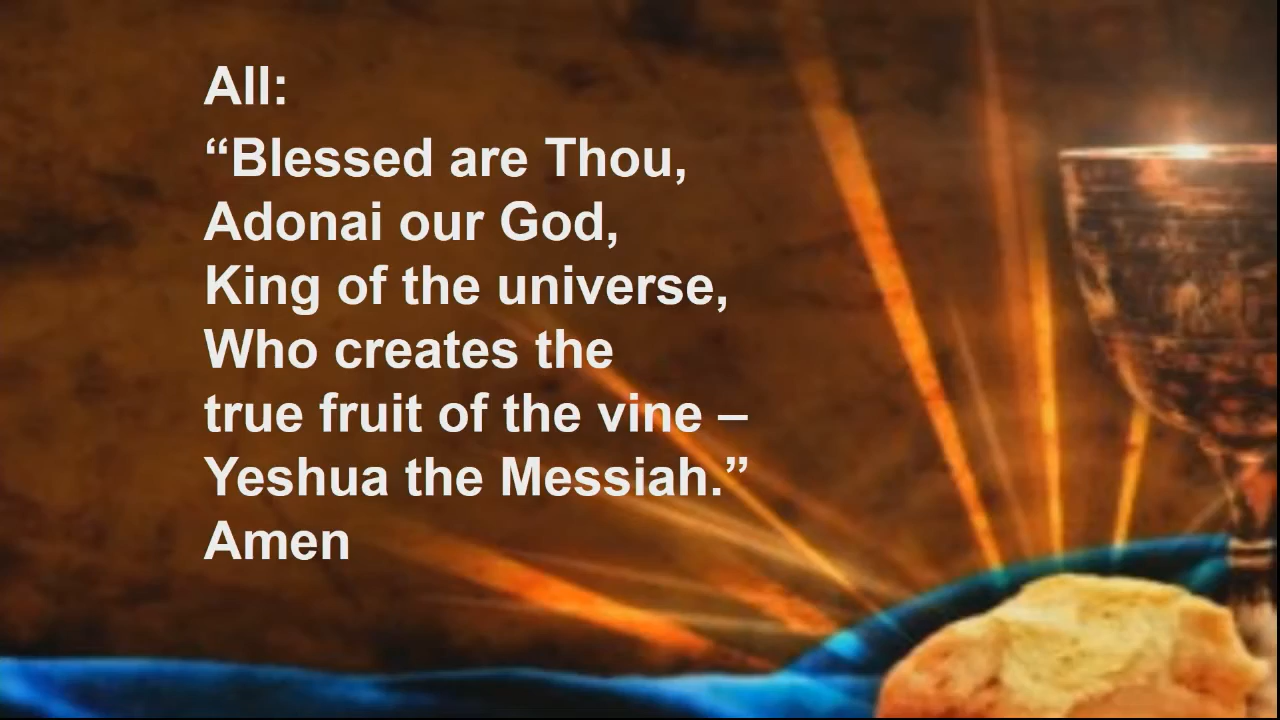 All:
“Blessed are Thou,
Adonai our God,
King of the universe,
Who creates the
true fruit of the vine –
Yeshua the Messiah.”
Amen